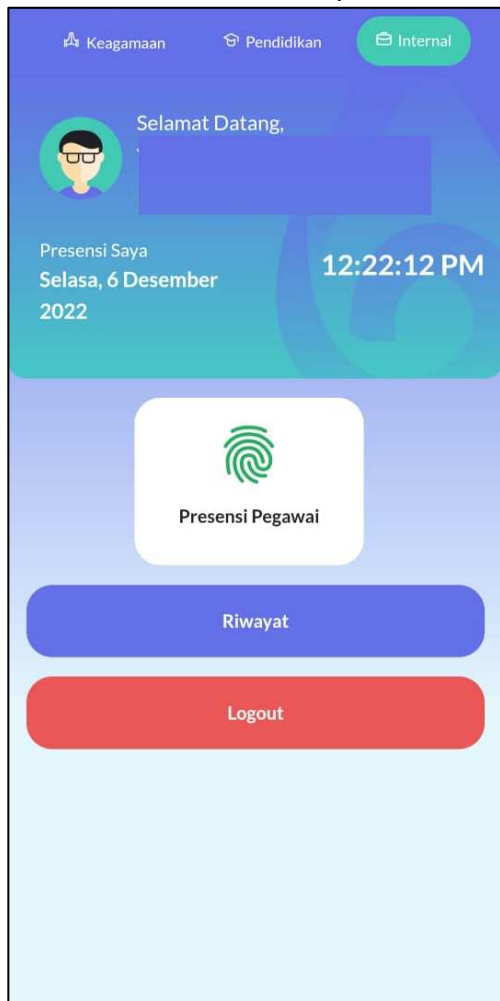 Keagamaan Pendidikan Internal
Selamat Datang,
Presensi Saya
Selasa, 6 Desember
2022
12:22:12 PM
Presensi Pegawai
Riwayat
Logout